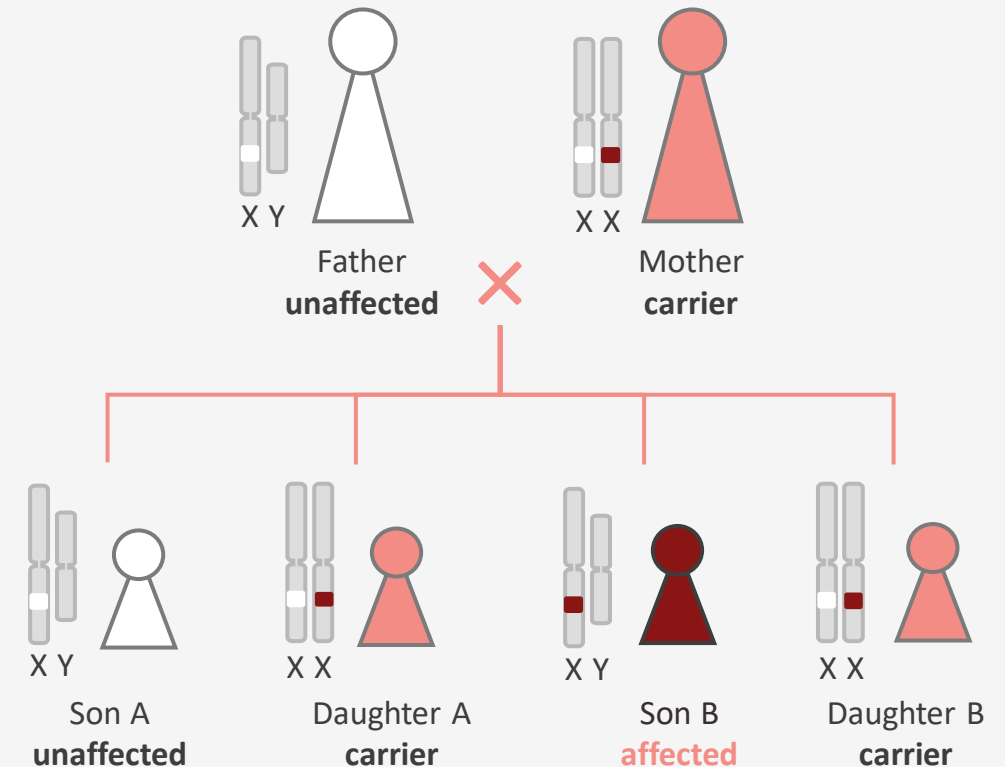 X Y
X X
Father
unaffected
Mother
carrier
X Y
X X
X Y
X X
Son A
unaffected
Daughter A
carrier
Son B
affected
Daughter B
carrier